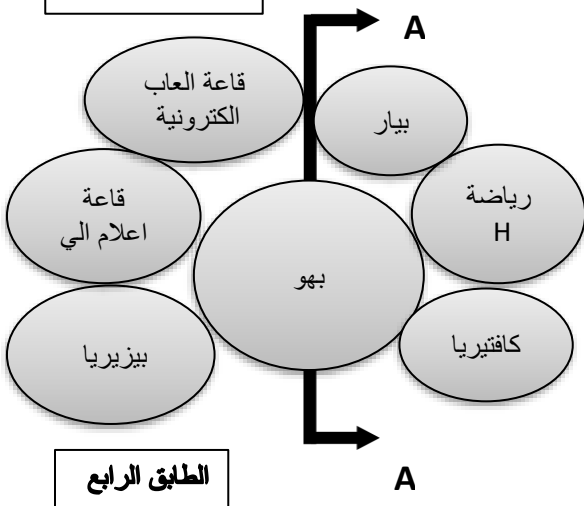 A
قاعة العاب
الكترونية
بيار
قاعة
اعلام الي
رياضة
H
بهو
بيزيريا
كافتيريا
الطابق الرابع
A